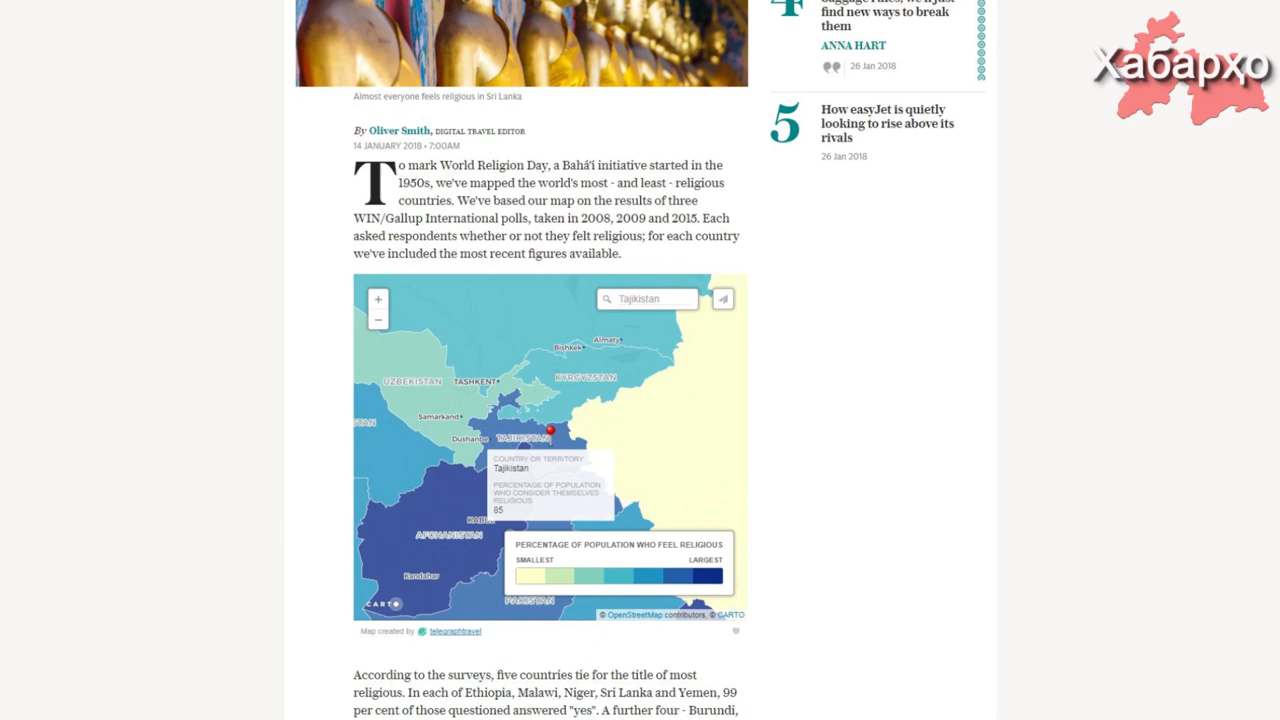 baggage rules, we'll just
4
find new ways to break
them
ANNA HART
26 Jan 2018
Хабарҳо
5
How easyJet is quietly
looking to rise above its
rivals
26 Jan 2018
Almost everyone feels religious in Sri Lanka
By Oliver Smith, DIGITAL TRAVEL EDITOR
14 JANUARY 2018 • 7:00AM
To mark World Religion Day, a Bahá'í initiative started in the
1950s, we've mapped the world's most - and least - religious
countries. We've based our map on the results of three
WIN/Gallup International polls, taken in 2008, 2009 and 2015. Each
asked respondents whether or not they felt religious; for each country
we've included the most recent figures available.
+
−
Tajikistan
Almaty
Bishkek
UZBEKISTAN
TASHKENT
KYRGYZSTAN
Samarkand
STAN
Dushanbe
TAJIKISTAN
COUNTRY OR TERRITORY
Tajikistan
PERCENTAGE OF POPULATION
WHO CONSIDER THEMSELVES
RELIGIOUS
85
KABUL
AFGHANISTAN
PERCENTAGE OF POPULATION WHO FEEL RELIGIOUS
SMALLEST
LARGEST
Kandahar
PAKISTAN
CARTO
© OpenStreetMap contributors, © CARTO
Map created by telegraphtravel
According to the surveys, five countries tie for the title of most
religious. In each of Ethiopia, Malawi, Niger, Sri Lanka and Yemen, 99
per cent of those questioned answered "yes". A further four - Burundi,